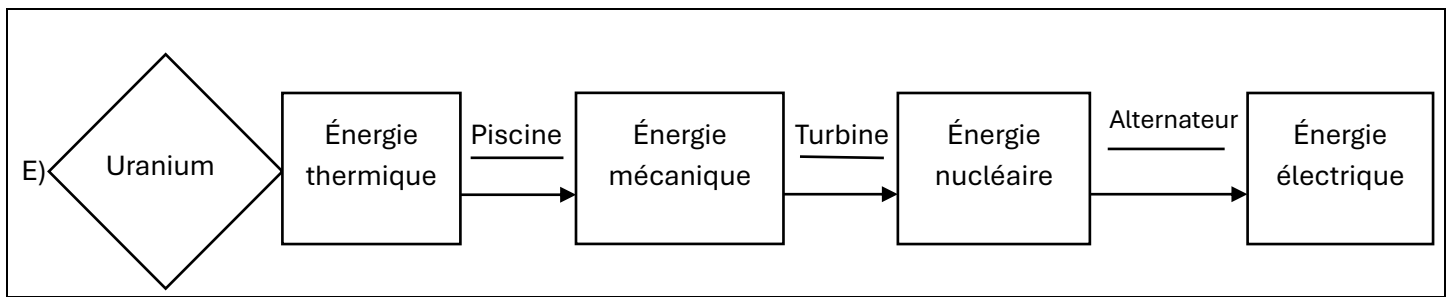 E)
Uranium
Énergie
thermique
Piscine
Énergie
mécanique
Turbine
Énergie
nucléaire
Alternateur
Énergie
électrique